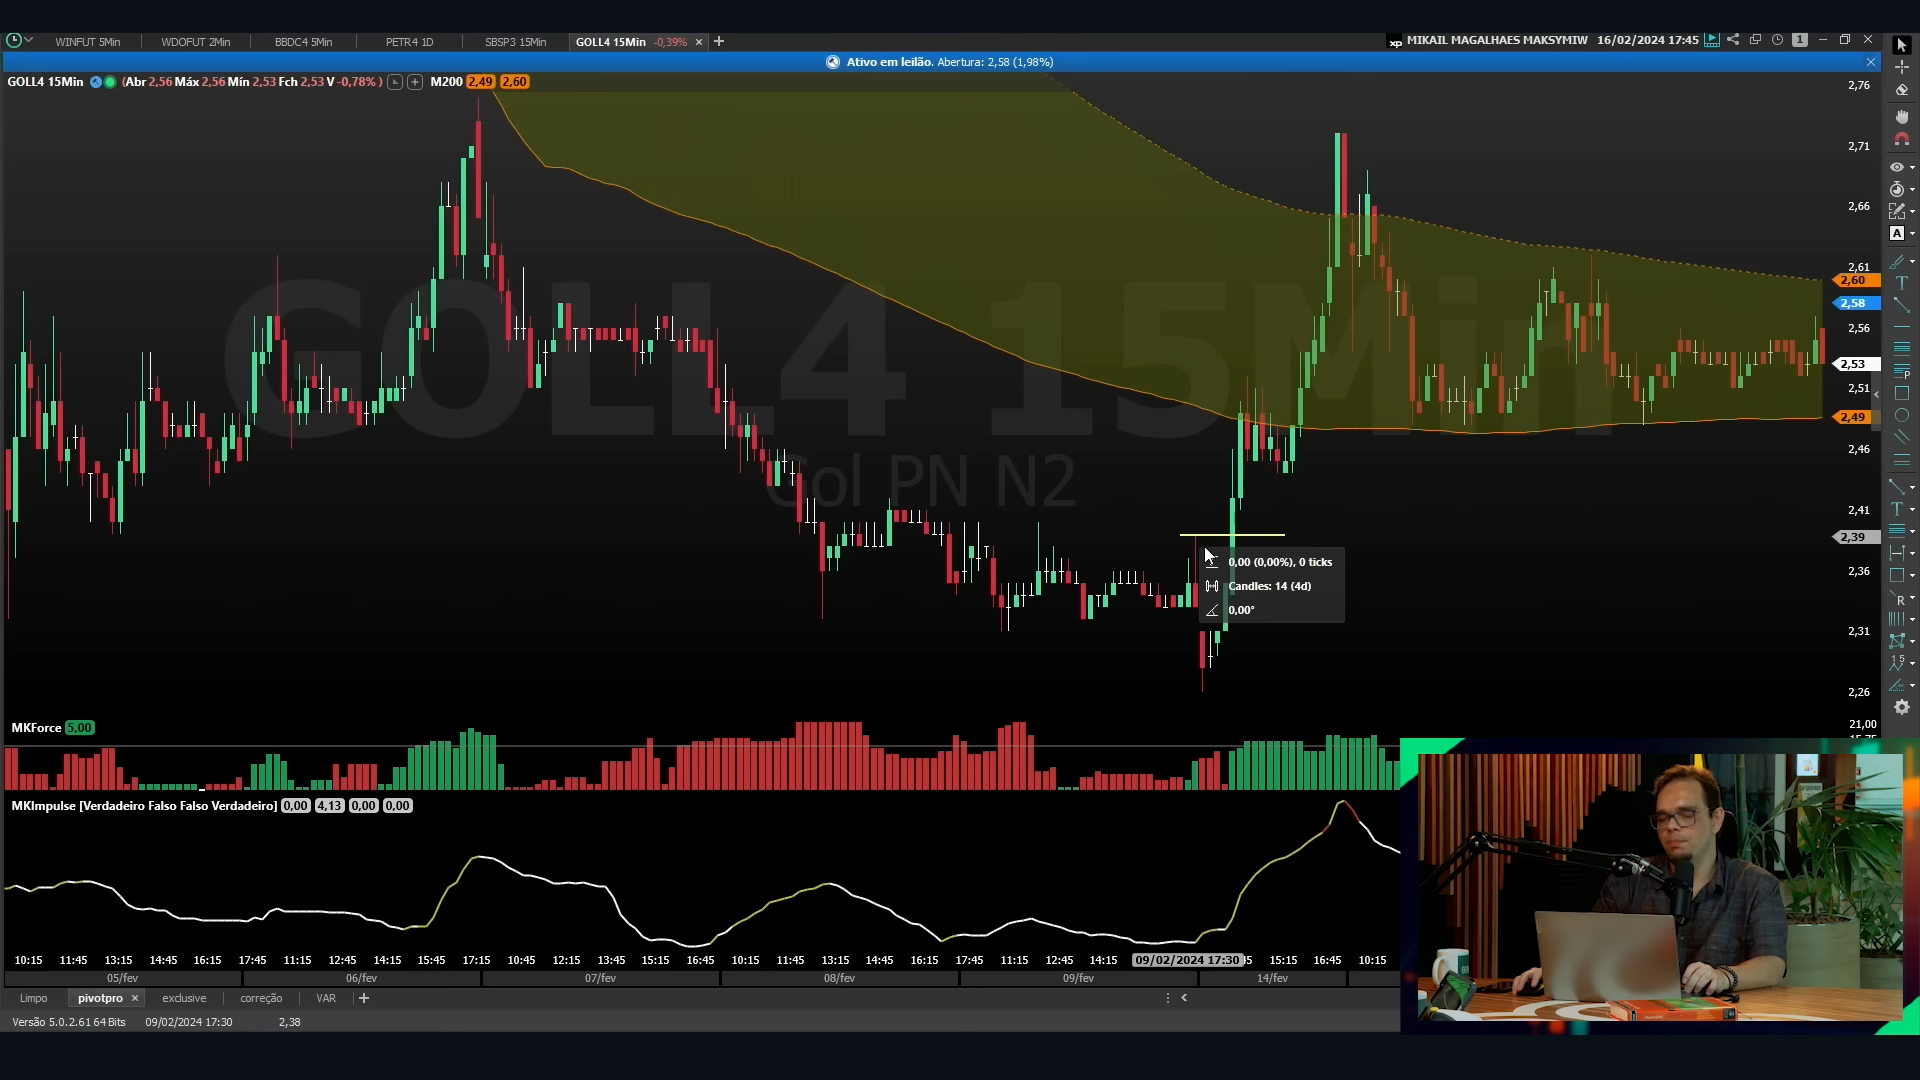 WINFUT 5Min WDOFUT 2Min BBDC4 5Min PETR4 1D SBSP3 15Min GOLL4 15Min -0,39% × +
xp MIKAIL MAGALHAES MAKSYMIW 16/02/2024 17:45 1
Ativo em leilão. Abertura: 2,58 (1,98%)
GOLL4 15Min (Abr 2,56 Máx 2,56 Mín 2,53 Fch 2,53 V -0,78% ) M200 2,49 2,60
GOLL4 15Min
Gol PN N2
2,76
2,71
2,66
2,61
2,60
2,58
2,56
2,53
2,51
2,49
2,46
2,41
2,39
2,36
2,31
2,26
0,00 (0,00%), 0 ticks
Candles: 14 (4d)
0,00°
MKForce 5,00
21,00
MKImpulse [Verdadeiro Falso Falso Verdadeiro] 0,00 4,13 0,00 0,00
10:15 11:45 13:15 14:45 16:15 17:45 11:15 12:45 14:15 15:45 17:15 10:45 12:15 13:45 15:15 16:45 10:15 11:45 13:15 14:45 16:15 17:45 11:15 12:45 14:15 09/02/2024 17:30 15:15 16:45 10:15
05/fev 06/fev 07/fev 08/fev 09/fev 14/fev
Limpo pivotpro × exclusive correção VAR +
Versão 5.0.2.61 64 Bits 09/02/2024 17:30 2,38